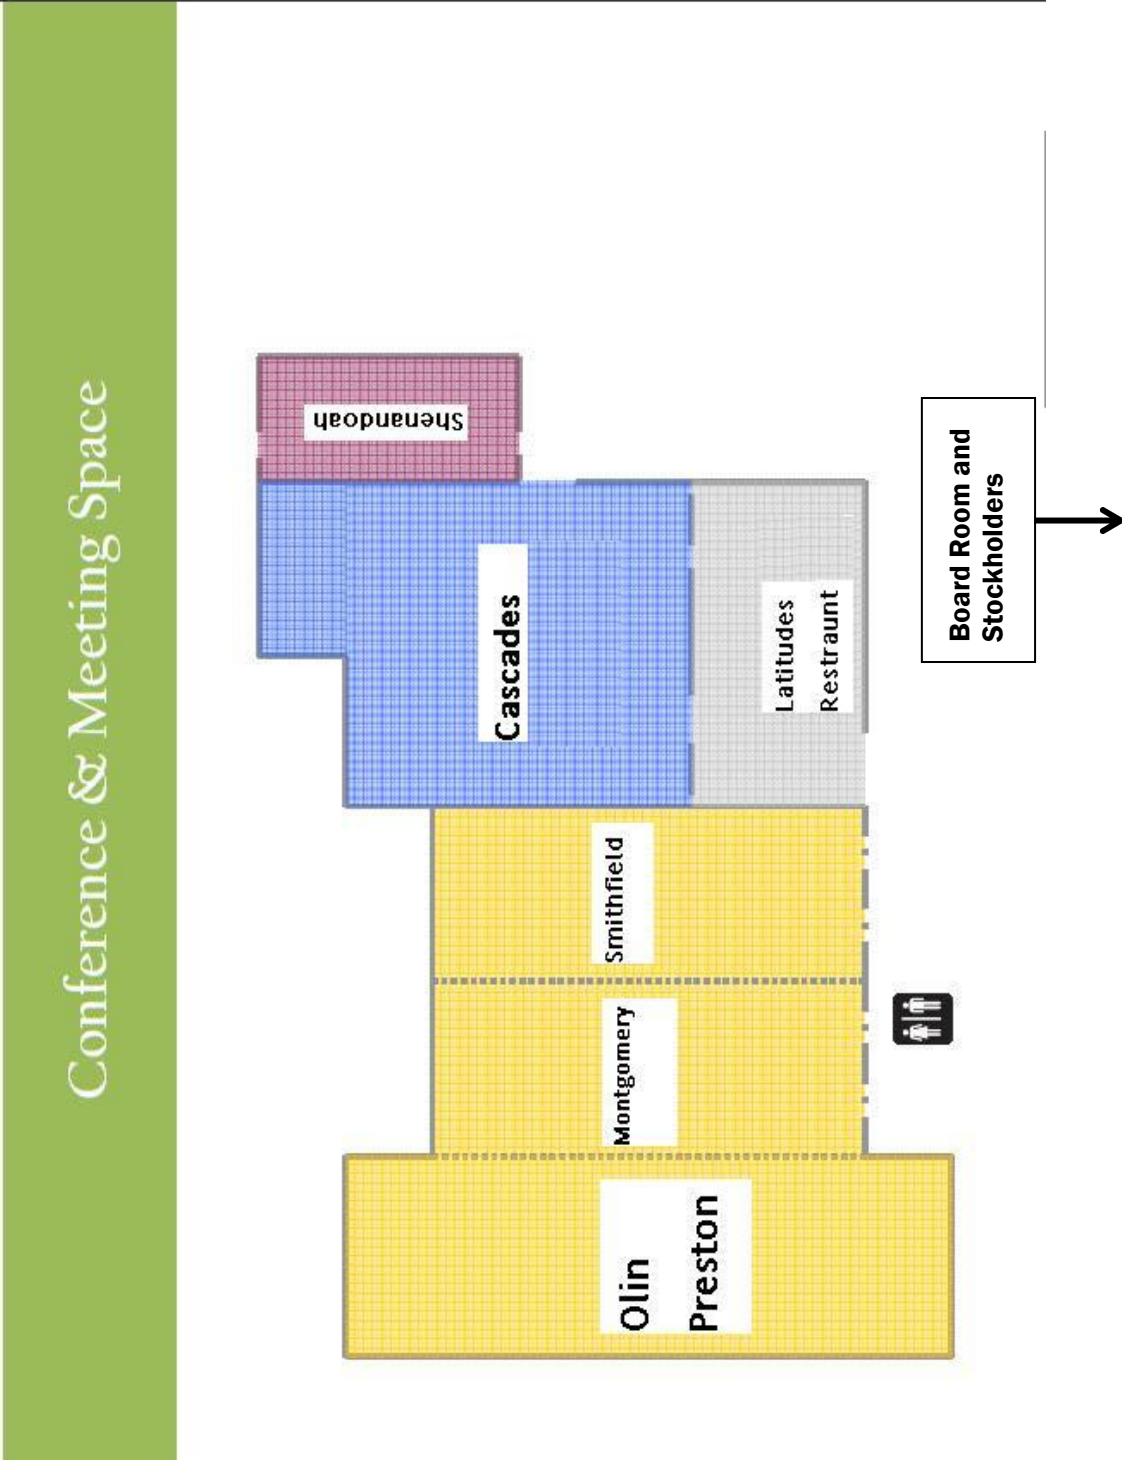 Conference & Meeting Space
Olin
Preston
Montgomery
Smithfield
Cascades
Latitudes
Restraunt
Shenandoah
Board Room and
Stockholders